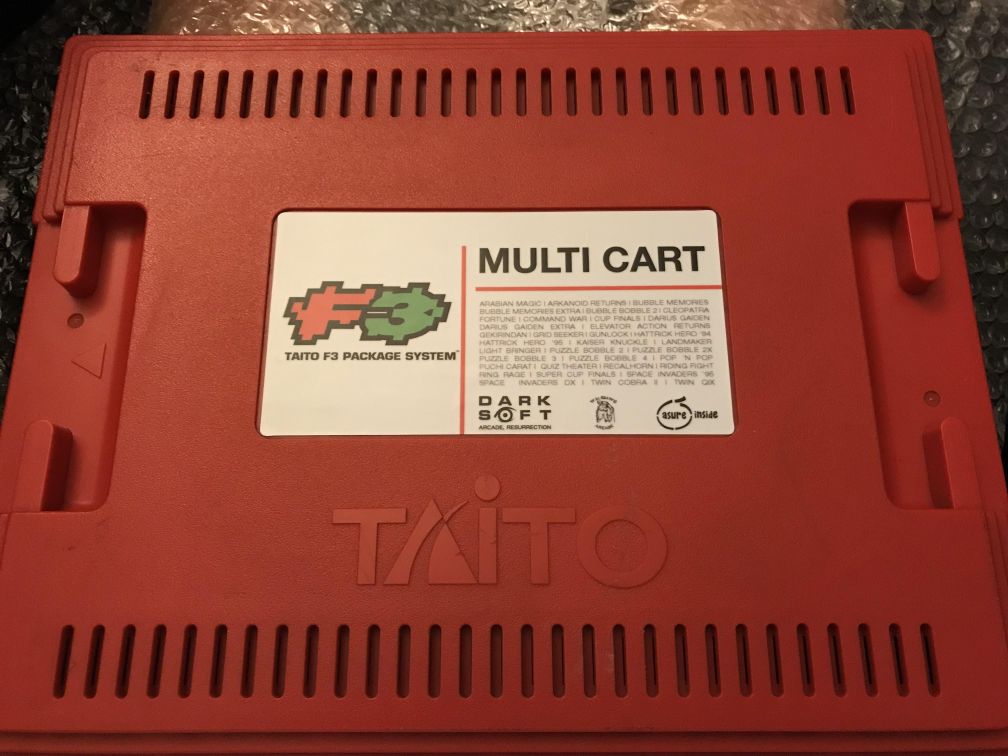 MULTI CART
F3
TAITO F3 PACKAGE SYSTEM
ARABIAN MAGIC | ARKANOID RETURNS | BUBBLE MEMORIES
BUBBLE MEMORIES EXTRA | BUBBLE BOBBLE 2 | CLEOPATRA
FORTUNE | COMMAND WAR | CUP FINALS | DARIUS GAIDEN
DARIUS GAIDEN EXTRA | ELEVATOR ACTION RETURNS
GEKIRINDAN | GRID SEEKER | GUNLOCK | HATTRICK HERO '94
HATTRICK HERO '95 | KAISER KNUCKLE | LANDMAKER
LIGHT BRINGER | PUZZLE BOBBLE 2 | PUZZLE BOBBLE 2X
PUZZLE BOBBLE 3 | PUZZLE BOBBLE 4 | POP 'N POP
PUCHI CARAT | QUIZ THEATER | RECALHORN | RIDING FIGHT
RING RAGE | SUPER CUP FINALS | SPACE INVADERS '95
SPACE INVADERS DX | TWIN COBRA II | TWIN QIX
DARK
SOFT
ARCADE, RESURRECTION
ARCADE
asure inside
TAITO